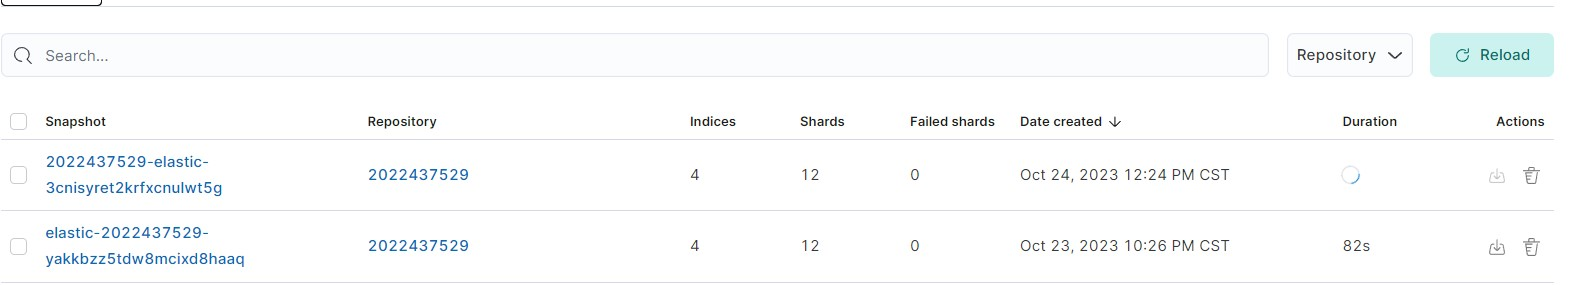 Search...
Repository
Reload
Snapshot Repository Indices Shards Failed shards Date created Duration Actions
2022437529-elastic-
3cnisyret2krfxcnulwt5g
2022437529 4 12 0 Oct 24, 2023 12:24 PM CST
elastic-2022437529-
yakkbzz5tdw8mcixd8haaq
2022437529 4 12 0 Oct 23, 2023 10:26 PM CST 82s